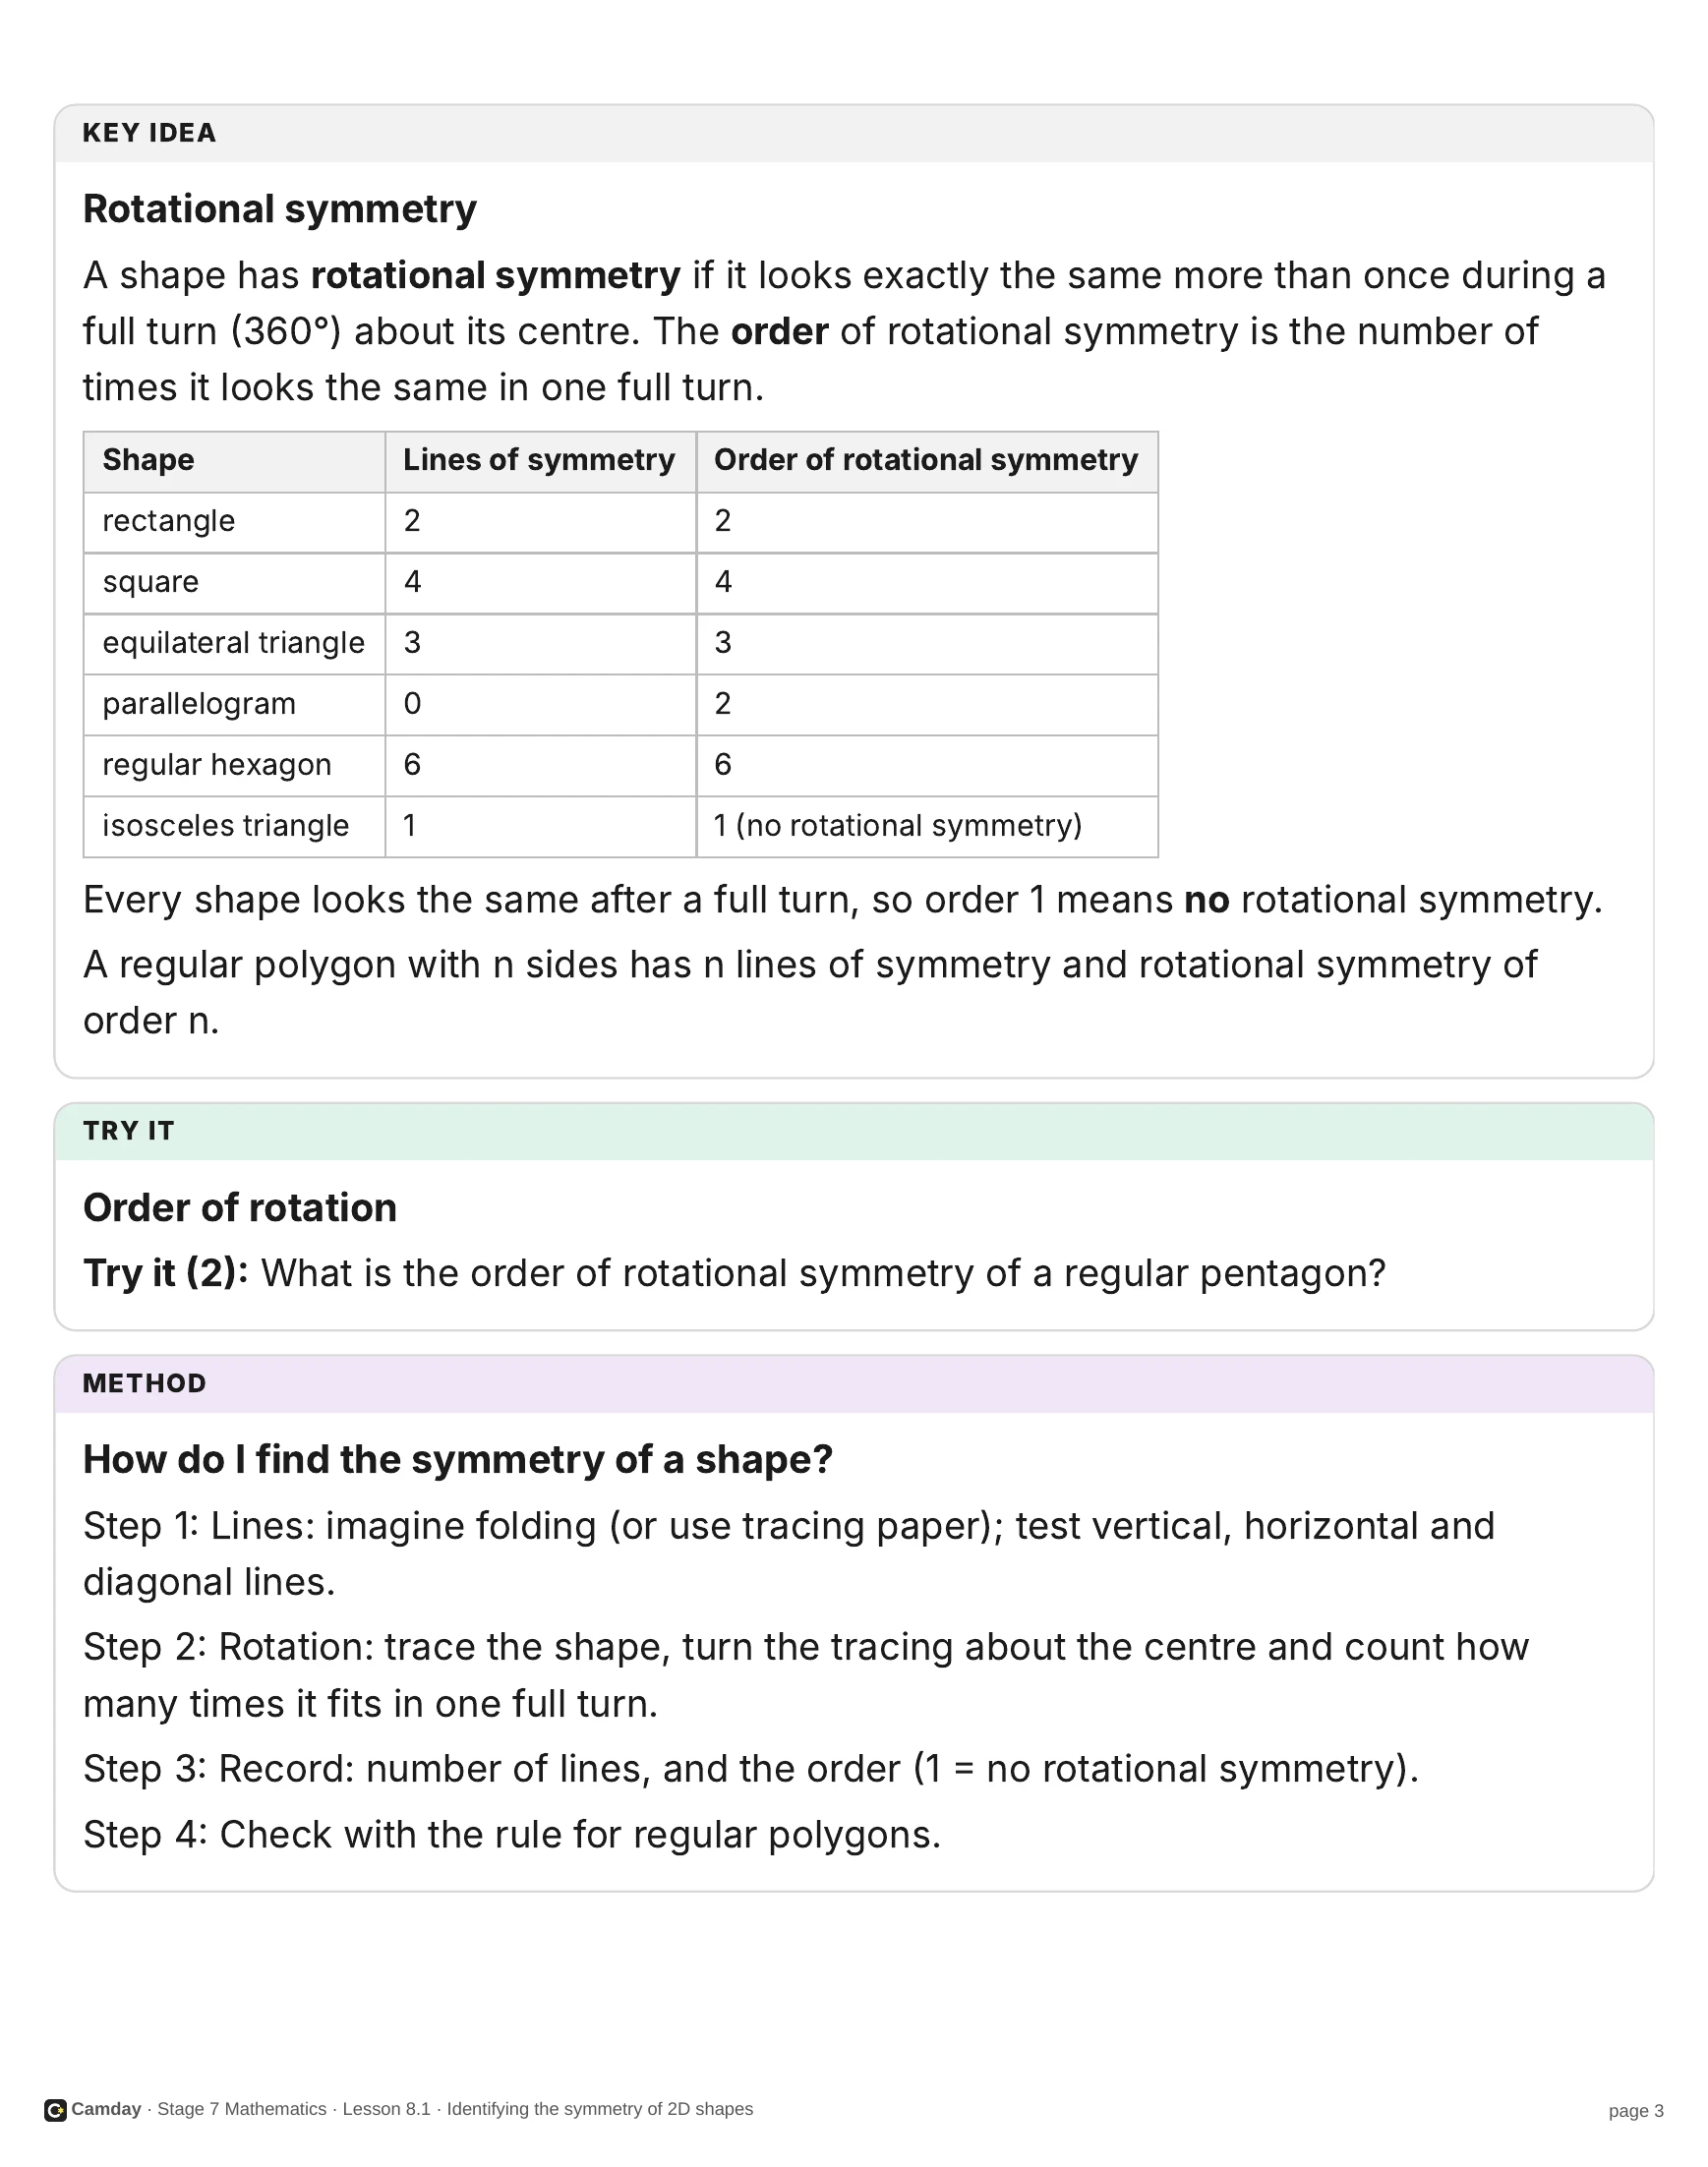 KEY IDEA
Rotational symmetry
A shape has rotational symmetry if it looks exactly the same more than once during a
full turn (360°) about its centre. The order of rotational symmetry is the number of
times it looks the same in one full turn.
Shape Lines of symmetry Order of rotational symmetry
rectangle 2 2
square 4 4
equilateral triangle 3 3
parallelogram 0 2
regular hexagon 6 6
isosceles triangle 1 1 (no rotational symmetry)
Every shape looks the same after a full turn, so order 1 means no rotational symmetry.
A regular polygon with n sides has n lines of symmetry and rotational symmetry of
order n.
TRY IT
Order of rotation
Try it (2): What is the order of rotational symmetry of a regular pentagon?
METHOD
How do I find the symmetry of a shape?
Step 1: Lines: imagine folding (or use tracing paper); test vertical, horizontal and
diagonal lines.
Step 2: Rotation: trace the shape, turn the tracing about the centre and count how
many times it fits in one full turn.
Step 3: Record: number of lines, and the order (1 = no rotational symmetry).
Step 4: Check with the rule for regular polygons.
Camday · Stage 7 Mathematics · Lesson 8.1 · Identifying the symmetry of 2D shapes
page 3